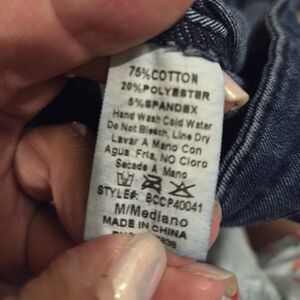 75%COTTON
20%POLYESTER
5%SPANDEX
Hand Wash Cold Water
Do Not Bleach, Line Dry
Lavar A Mano Con
Agua Fria, NO Cloro
Secade A Mano
STYLE#: BCCP40041
M/Mediano
MADE IN CHINA